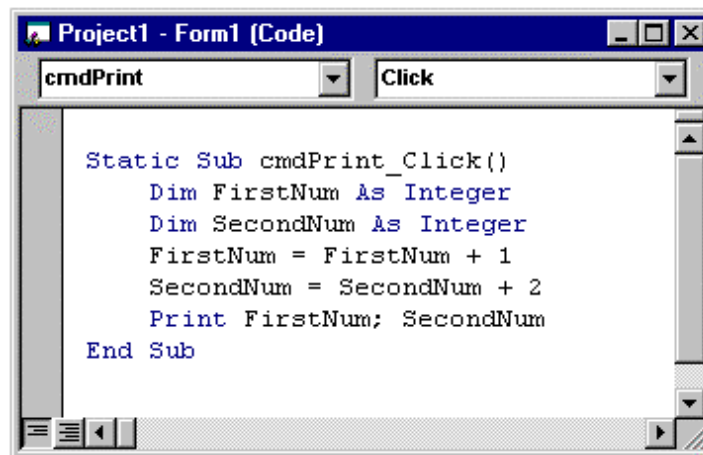 Project1 - Form1 (Code)
cmdPrint Click
Static Sub cmdPrint_Click()
Dim FirstNum As Integer
Dim SecondNum As Integer
FirstNum = FirstNum + 1
SecondNum = SecondNum + 2
Print FirstNum; SecondNum
End Sub